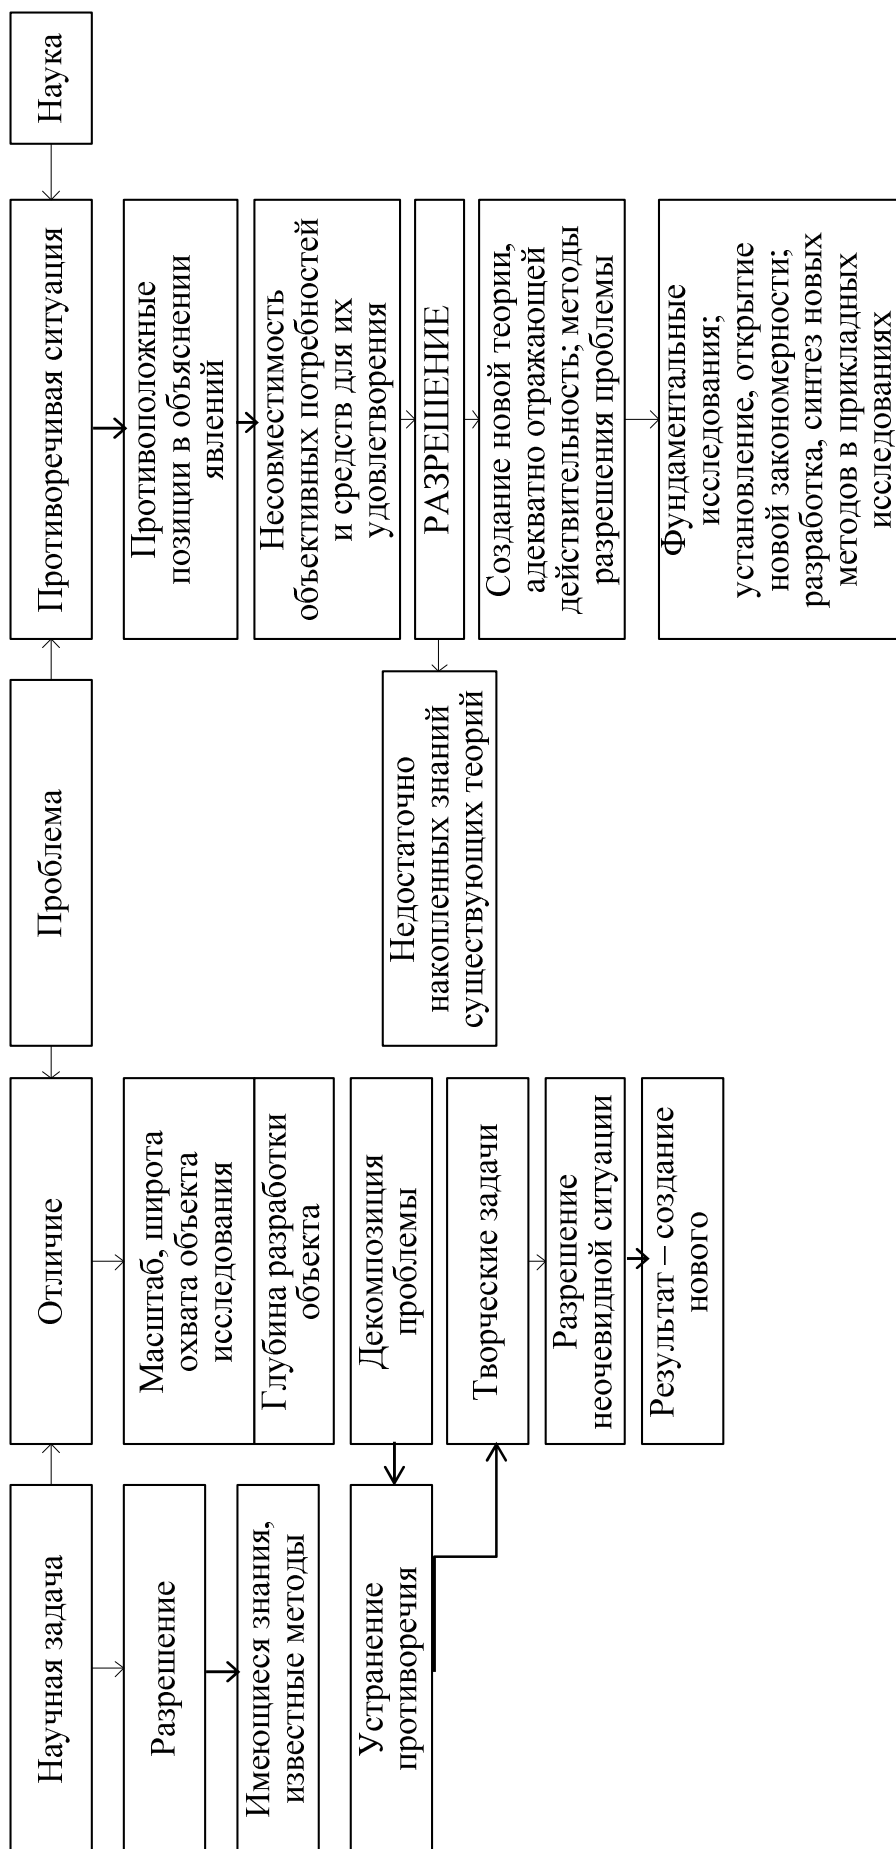 Научная задача
Разрешение
Имеющиеся знания,
известные методы
Устранение
противоречия
Отличие
Масштаб, широта
охвата объекта
исследования
Глубина разработки
объекта
Декомпозиция
проблемы
Творческие задачи
Разрешение
неочевидной ситуации
Результат – создание
нового
Проблема
Недостаточно
накопленных знаний
существующих теорий
Противоречивая ситуация
Противоположные
позиции в объяснении
явлений
Несовместимость
объективных потребностей
и средств для их
удовлетворения
РАЗРЕШЕНИЕ
Создание новой теории,
адекватно отражающей
действительность; методы
разрешения проблемы
Фундаментальные
исследования;
установление, открытие
новой закономерности;
разработка, синтез новых
методов в прикладных
исследованиях
Наука